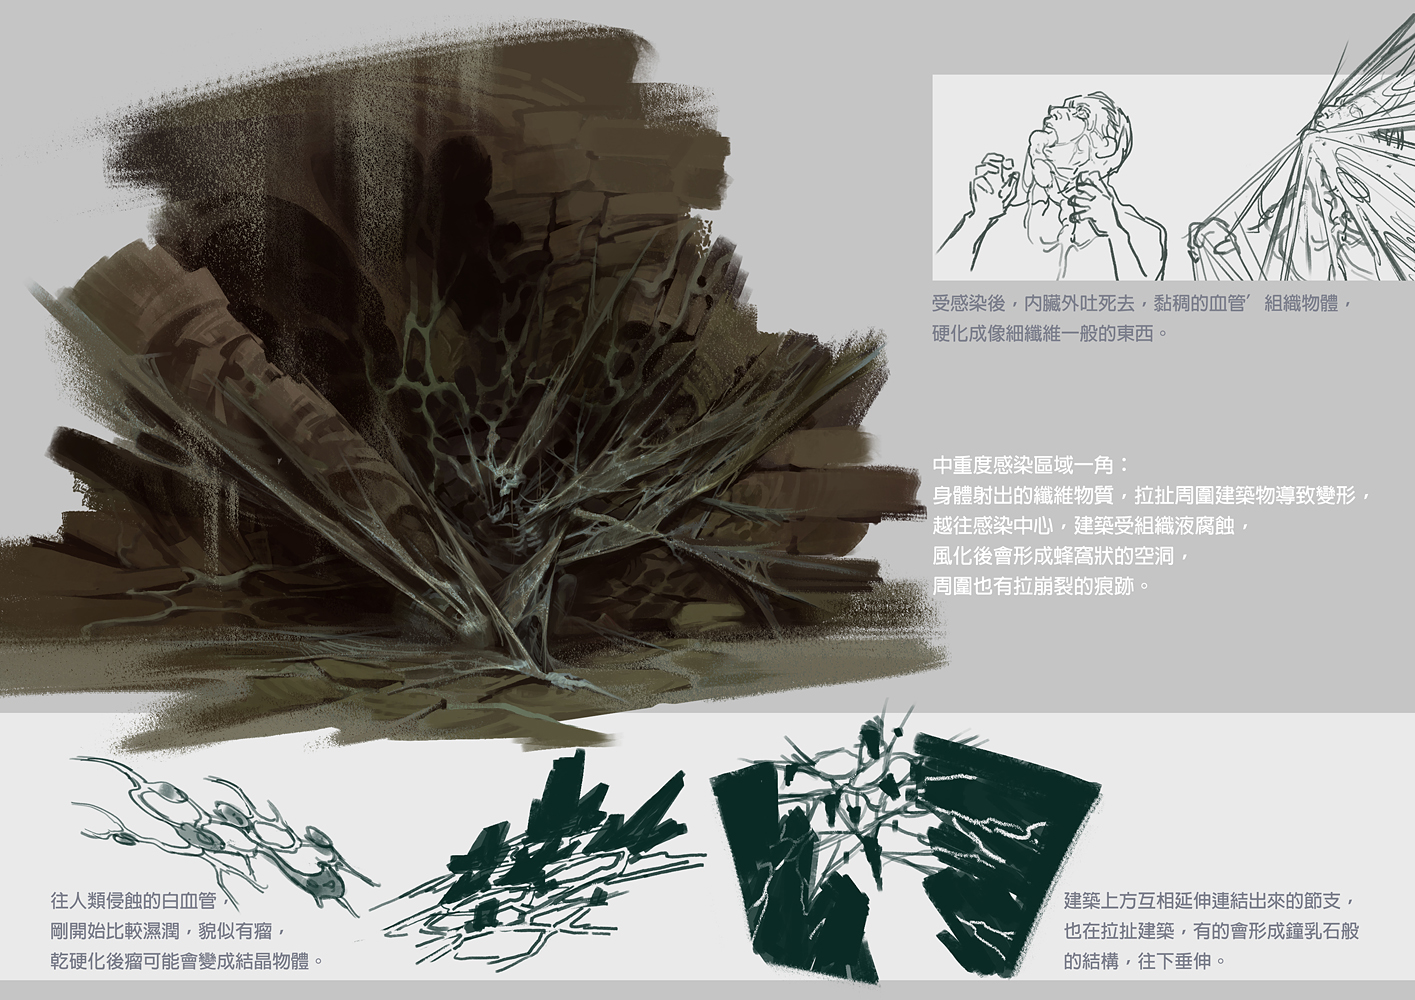 受感染後，內臟外吐死去，黏稠的血管′組織物體，
硬化成像細纖維一般的東西。
中重度感染區域一角：
身體射出的纖維物質，拉扯周圍建築物導致變形，
越往感染中心，建築受組織液腐蝕，
風化後會形成蜂窩狀的空洞，
周圍也有拉崩裂的痕跡。
往人類侵蝕的白血管，
剛開始比較濕潤，貌似有瘤，
乾硬化後瘤可能會變成結晶物體。
建築上方互相延伸連結出來的節支，
也在拉扯建築，有的會形成鐘乳石般
的結構，往下垂伸。